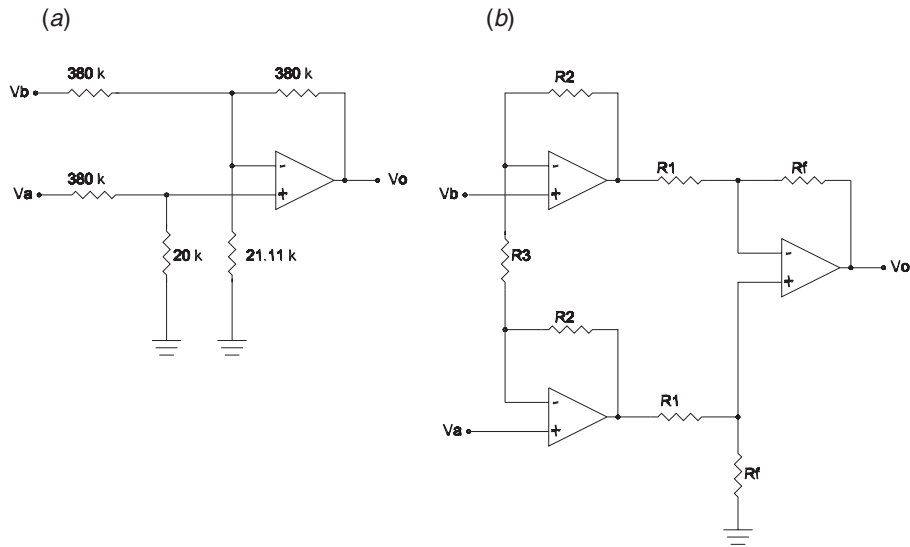 (a)
380 k
380 k
Vb
-
+
Va
380 k
Vo
20 k
21.11 k
(b)
R2
-
+
Vb
R1
Rf
R3
-
+
Vo
R2
-
+
Va
R1
Rf